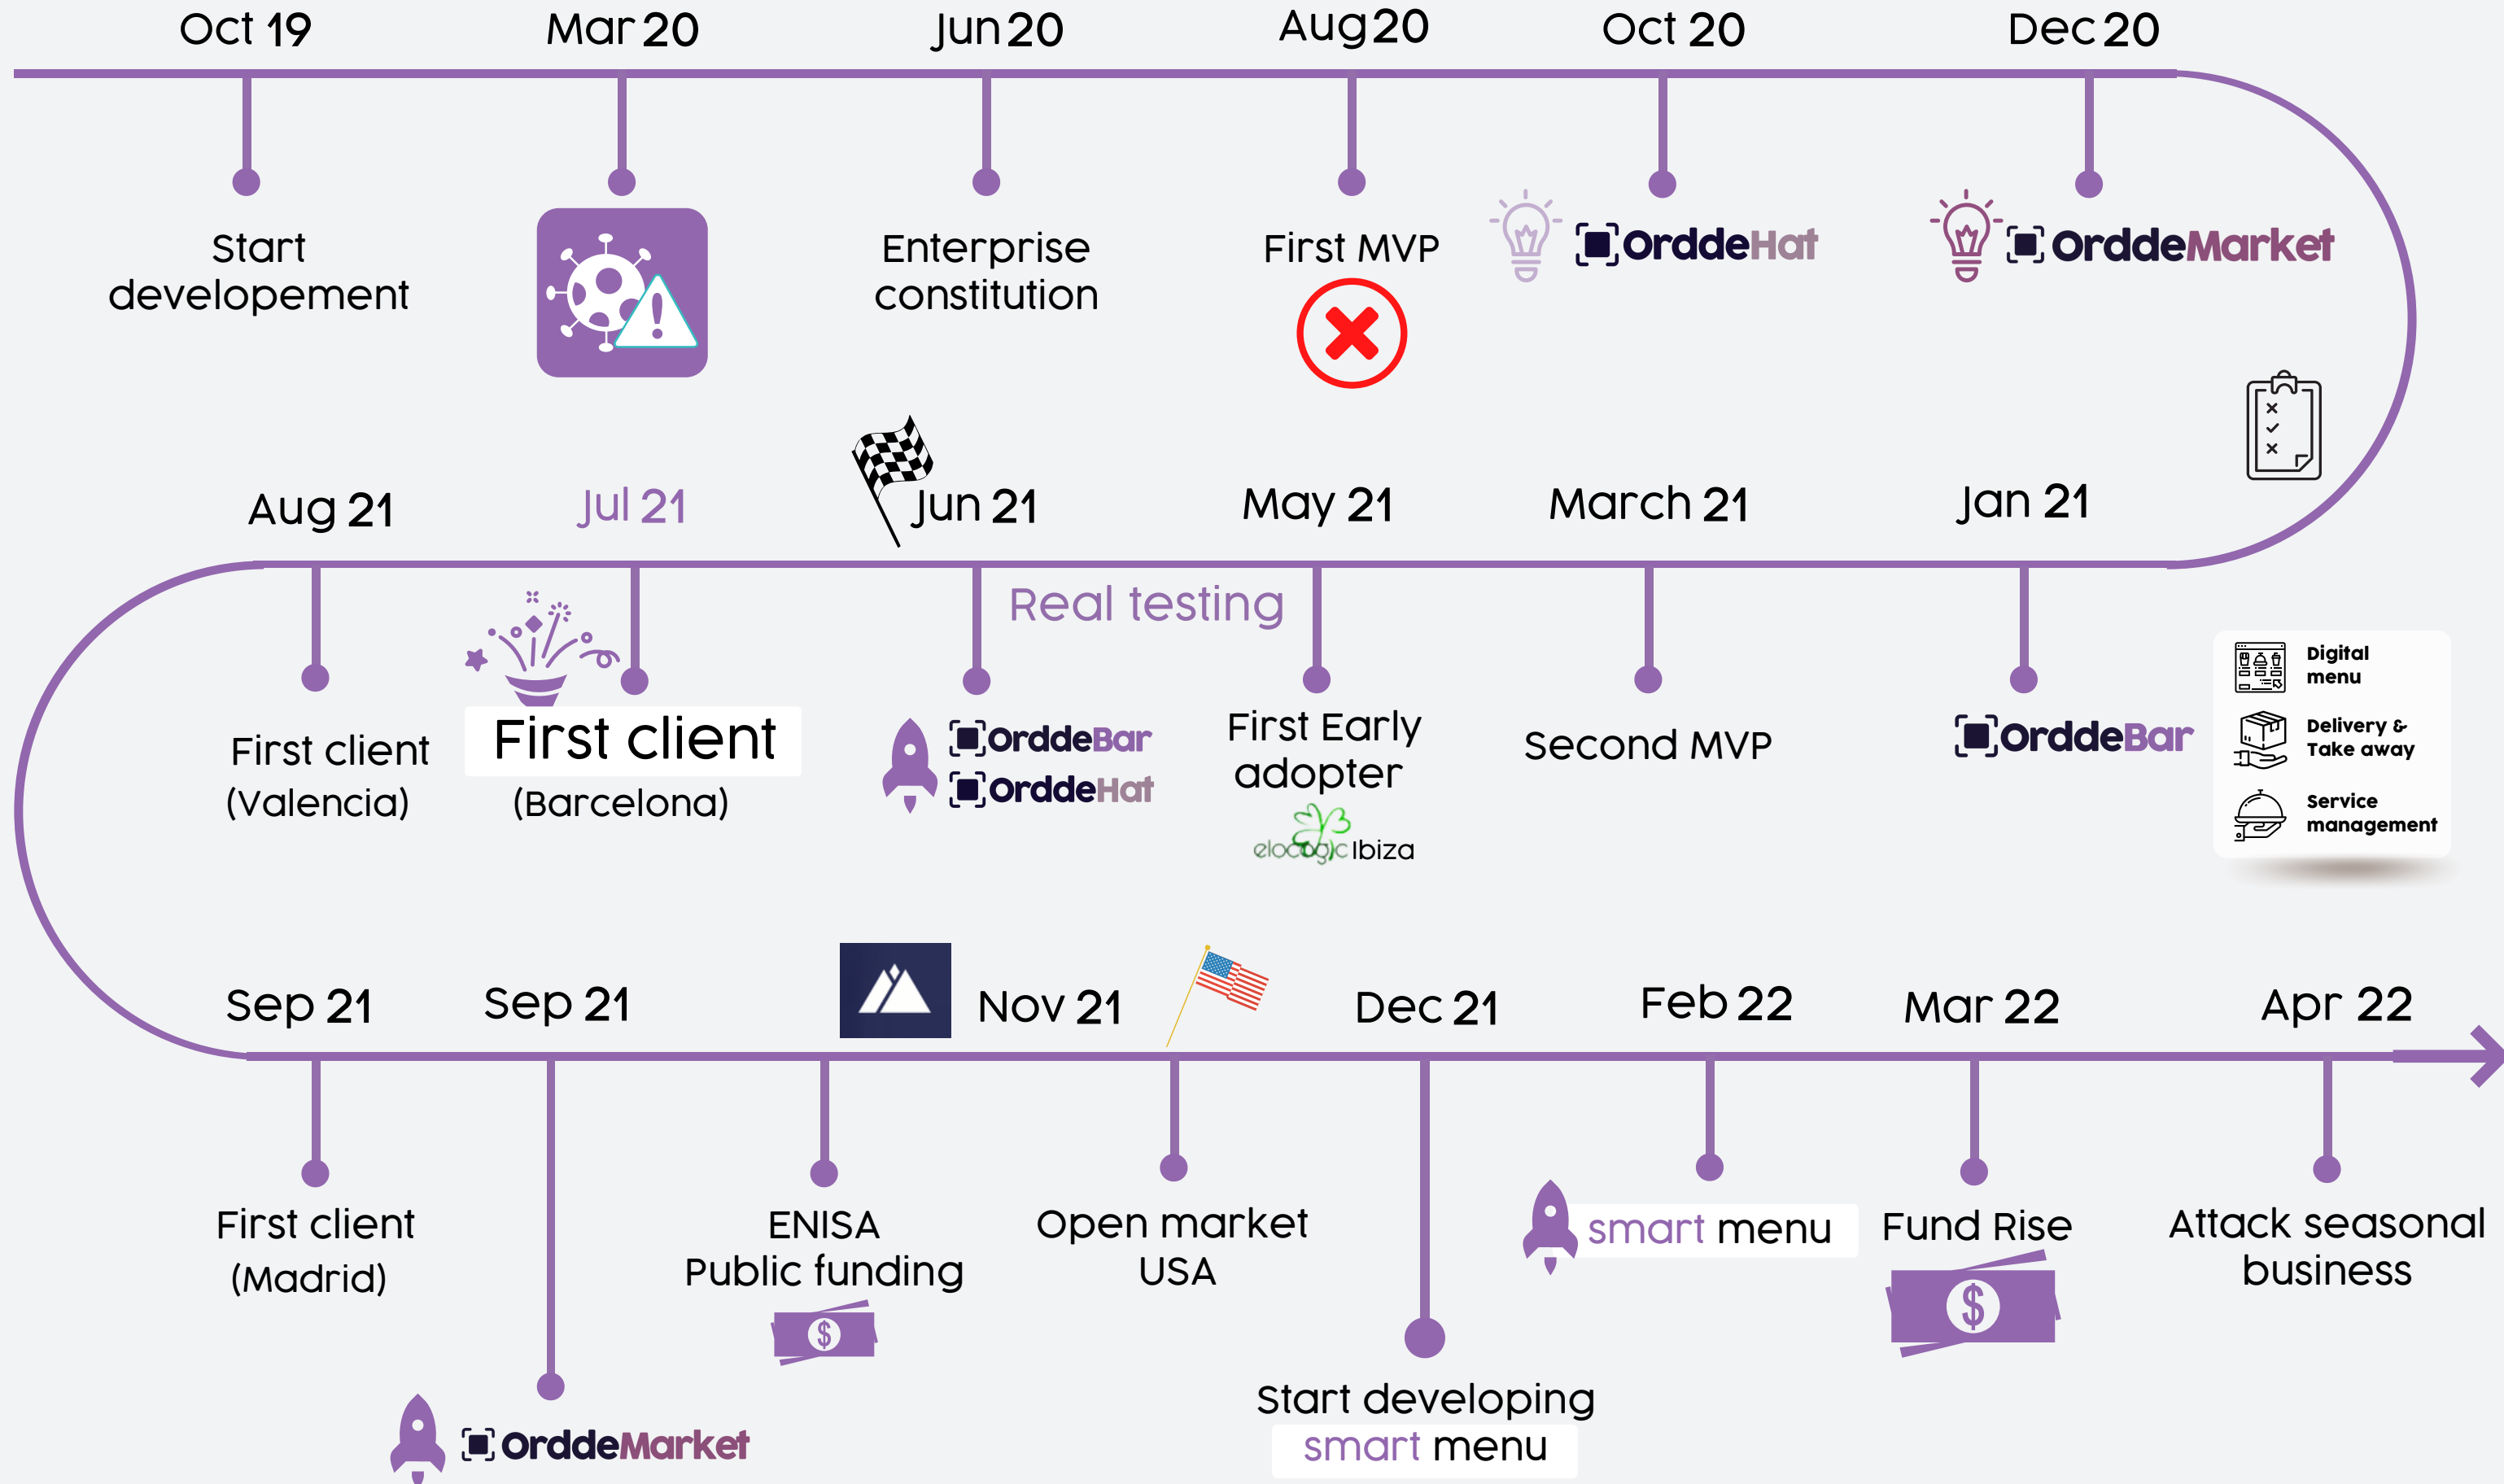 Oct 19
Mar 20
Jun 20
Aug 20
Oct 20
Dec 20
Start
developement
Enterprise
constitution
First MVP
OrddeHat
OrddeMarket
Aug 21
Jul 21
Jun 21
May 21
March 21
Jan 21
Real testing
First client
(Valencia)
First client
(Barcelona)
OrddeBar
OrddeHat
First Early
adopter
elocogic Ibiza
Second MVP
OrddeBar
Digital
menu
Delivery &
Take away
Service
management
Sep 21
Sep 21
Nov 21
Dec 21
Feb 22
Mar 22
Apr 22
First client
(Madrid)
OrddeMarket
ENISA
Public funding
$
Open market
USA
Start developing
smart menu
smart menu
Fund Rise
$
Attack seasonal
business